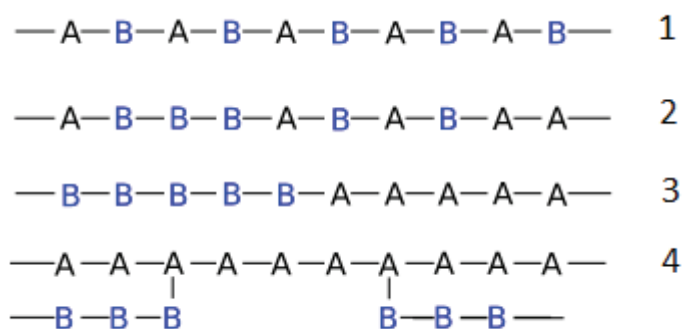 —A—B—A—B—A—B—A—B—A—B— 1
—A—B—B—B—A—B—A—B—A—A— 2
—B—B—B—B—B—A—A—A—A—A— 3
—A—A—A—A—A—A—A—A—A—A— 4
—B—B—B B—B—B—